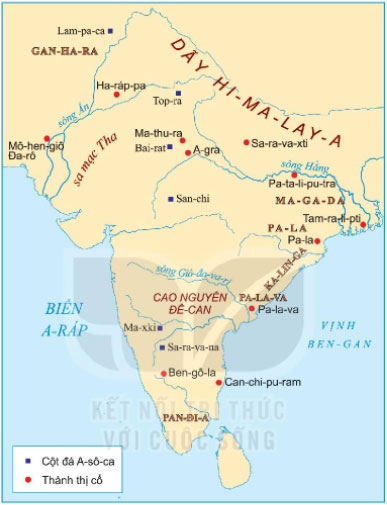 Lam-pa-ca
GAN-HA-RA
DÃY HI-MA-LAY-A
Ha-ráp-pa
sông Ấn
Top-ra
Mô-hen-giô
Đa-rô
sa mạc Tha
Ma-thu-ra
Bai-rat
A-gra
Sa-ra-va-xti
sông Hằng
Pa-ta-li-pu-tra
MA-GA-DA
San-chi
Tam-ra-li-pti
PA-LA
Pa-la
KA-LIN-GA
sông Gô-đa-va-ri
CAO NGUYÊN
ĐÊ-CAN
PA-LA-VA
Pa-la-va
BIỂN
A-RÁP
VỊNH
BEN-GAN
Ma-xki
Sa-ra-va-na
Ben-gô-la
Can-chi-pu-ram
PAN-ĐI-A
KẾT NỐI TRI THỨC
VỚI CUỘC SỐNG
Cột đá A-sô-ca
Thành thị cổ